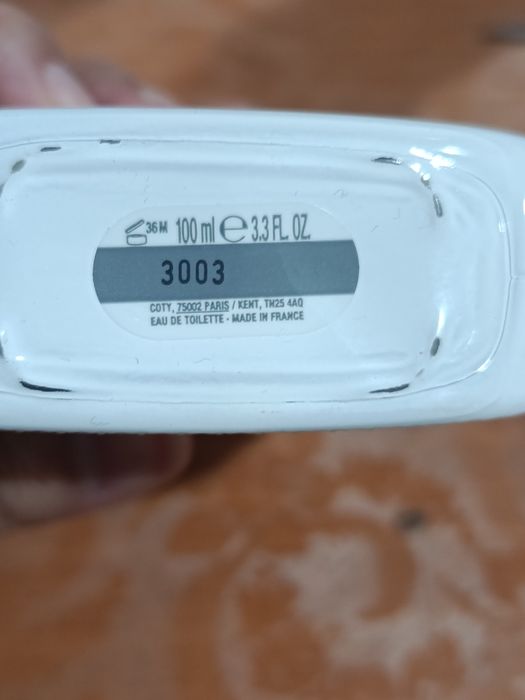 36M 100 ml ℮ 3.3 FL. OZ.
3003
COTY, 75002 PARIS / KENT, TN25 4AQ
EAU DE TOILETTE - MADE IN FRANCE